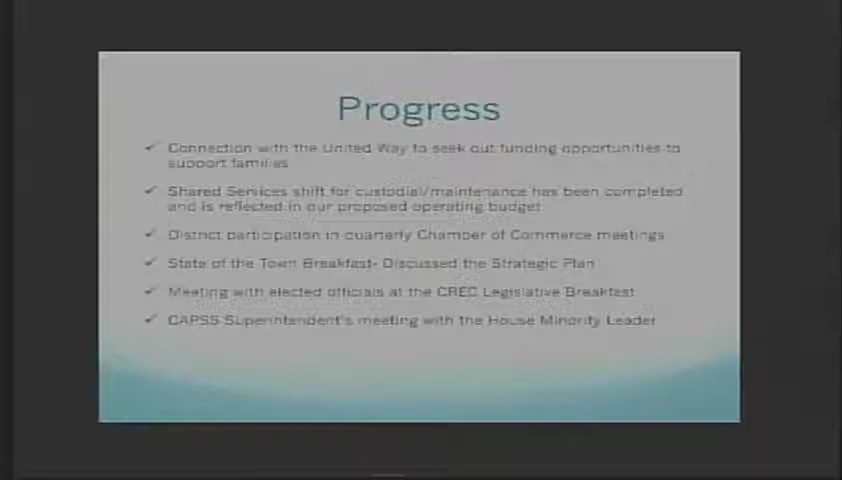 Progress
✓ Connection with the United Way to seek out funding opportunities to
support families
✓ Shared Services shift for custodial/maintenance has been completed
and is reflected in our proposed operating budget
✓ District participation in quarterly Chamber of Commerce meetings
✓ State of the Town Breakfast- Discussed the Strategic Plan
✓ Meeting with elected officials at the CREC Legislative Breakfast
✓ CAPSS Superintendent's meeting with the House Minority Leader